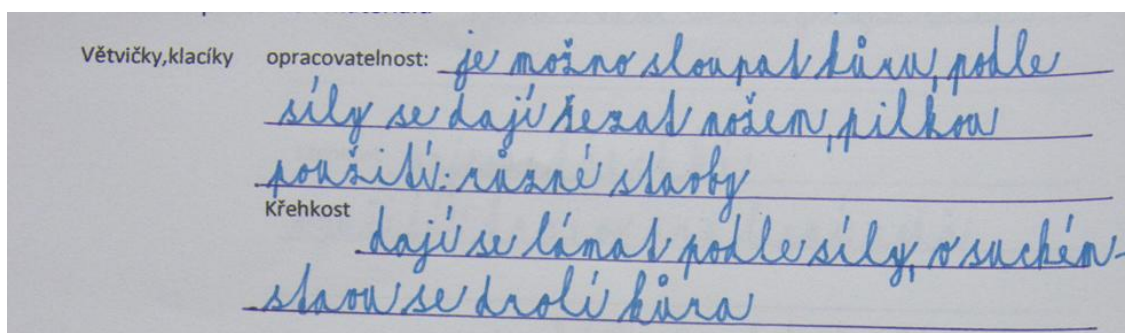 Větvičky,klacíky opracovatelnost: je možno sloupat kůru, podle
síly se dají řezat nožem, pilkou
použití: různé stavby
Křehkost
dají se lámat podle síly, v suchém
stavu se drolí kůra